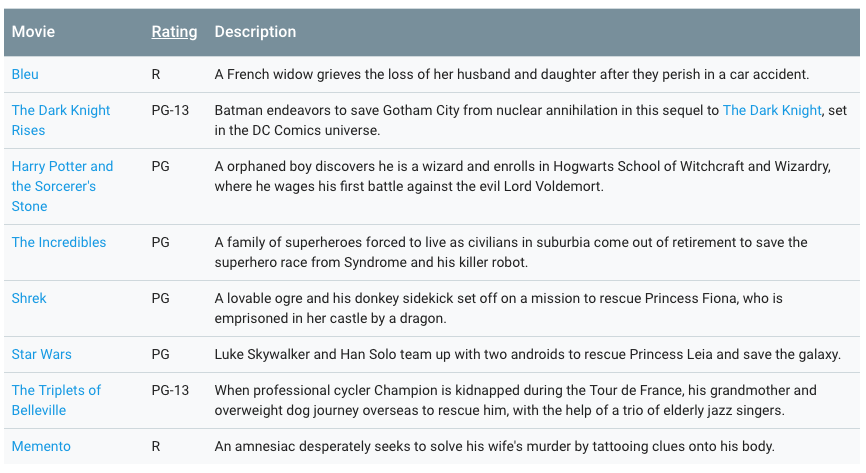 Movie Rating Description
Bleu R A French widow grieves the loss of her husband and daughter after they perish in a car accident.
The Dark Knight PG-13 Batman endeavors to save Gotham City from nuclear annihilation in this sequel to The Dark Knight, set
Rises in the DC Comics universe.
Harry Potter and PG A orphaned boy discovers he is a wizard and enrolls in Hogwarts School of Witchcraft and Wizardry,
the Sorcerer's where he wages his first battle against the evil Lord Voldemort.
Stone
The Incredibles PG A family of superheroes forced to live as civilians in suburbia come out of retirement to save the
superhero race from Syndrome and his killer robot.
Shrek PG A lovable ogre and his donkey sidekick set off on a mission to rescue Princess Fiona, who is
emprisoned in her castle by a dragon.
Star Wars PG Luke Skywalker and Han Solo team up with two androids to rescue Princess Leia and save the galaxy.
The Triplets of PG-13 When professional cycler Champion is kidnapped during the Tour de France, his grandmother and
Belleville overweight dog journey overseas to rescue him, with the help of a trio of elderly jazz singers.
Memento R An amnesiac desperately seeks to solve his wife's murder by tattooing clues onto his body.